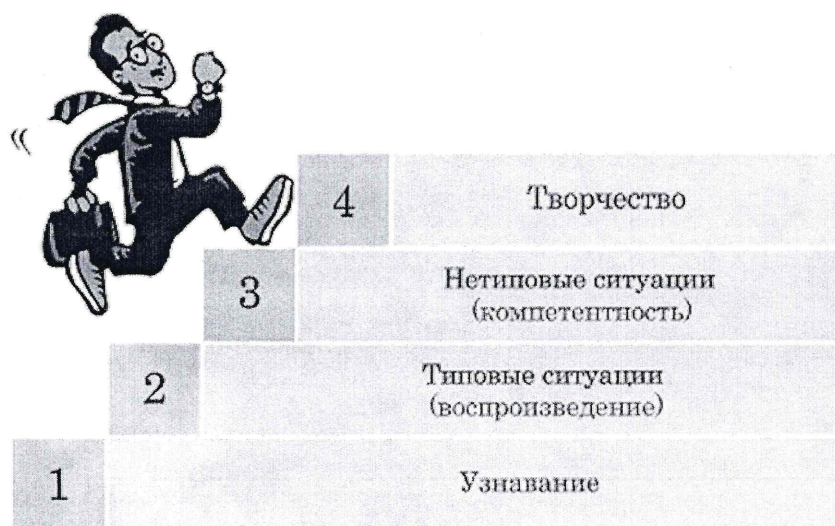 4 Творчество
3 Нетиповые ситуации
(компетентность)
2 Типовые ситуации
(воспроизведение)
1 Узнавание